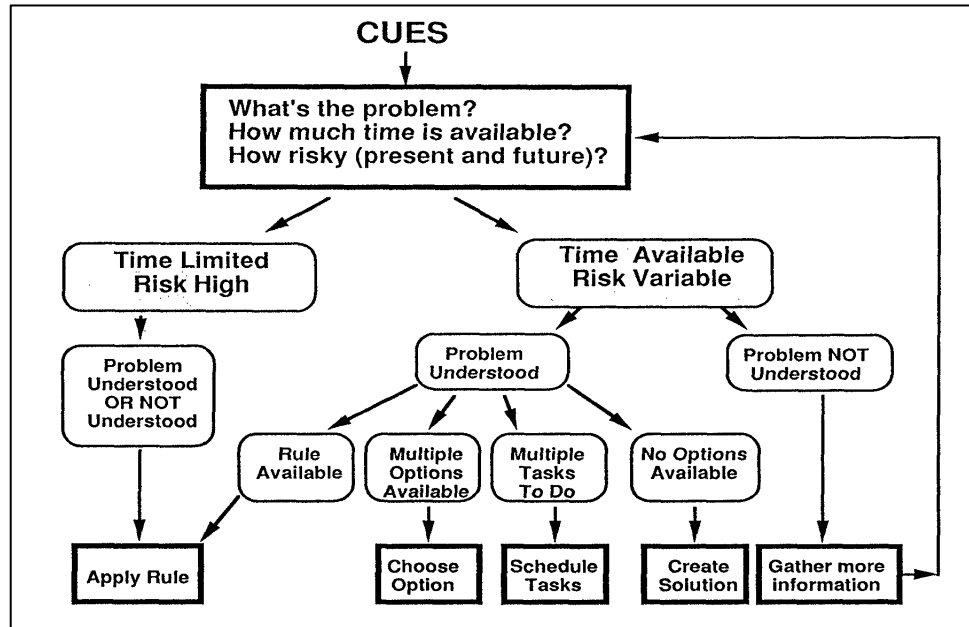 CUES
What's the problem?
How much time is available?
How risky (present and future)?
Time Limited
Risk High
Time Available
Risk Variable
Problem
Understood
OR NOT
Understood
Problem
Understood
Problem NOT
Understood
Rule
Available
Multiple
Options
Available
Multiple
Tasks
To Do
No Options
Available
Apply Rule
Choose
Option
Schedule
Tasks
Create
Solution
Gather more
information